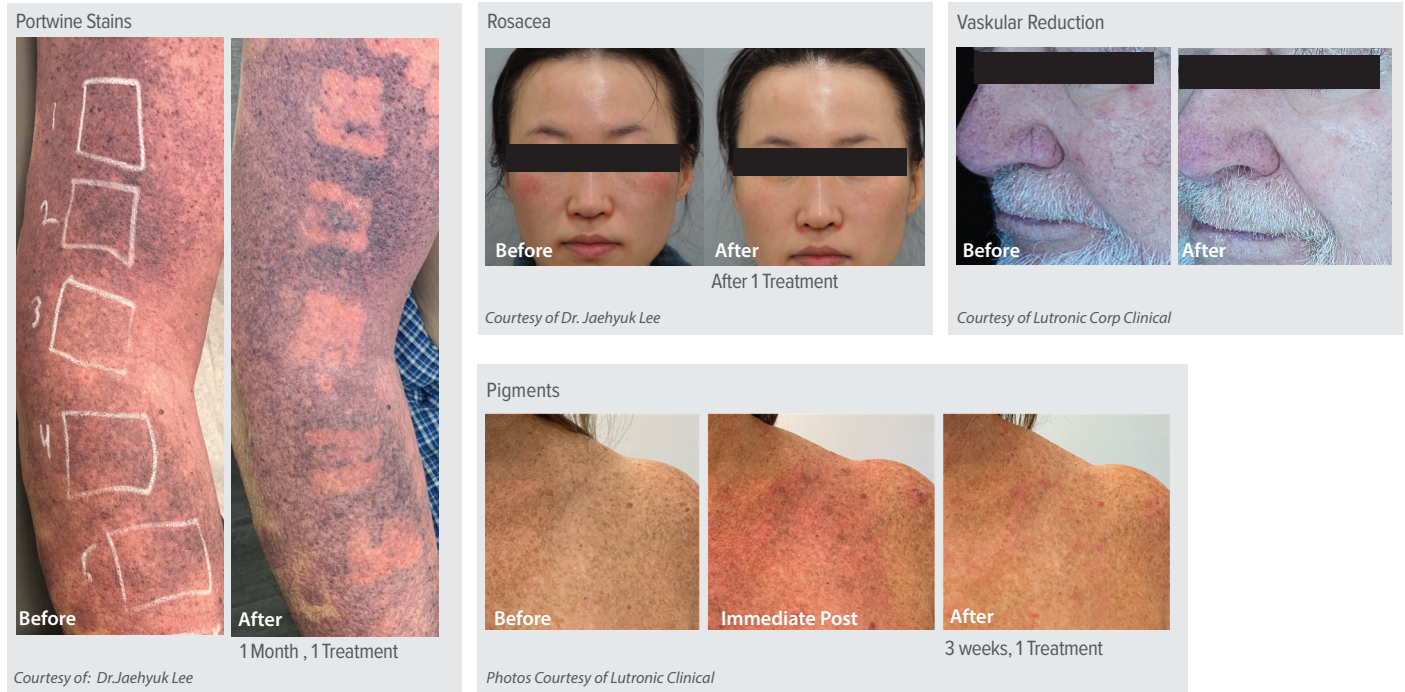 Portwine Stains
1
2
3
4
5
Before
After
1 Month , 1 Treatment
Courtesy of: Dr.Jaehyuk Lee
Rosacea
Before
After
After 1 Treatment
Courtesy of Dr. Jaehyuk Lee
Vaskular Reduction
Before
After
Courtesy of Lutronic Corp Clinical
Pigments
Before
Immediate Post
After
3 weeks, 1 Treatment
Photos Courtesy of Lutronic Clinical